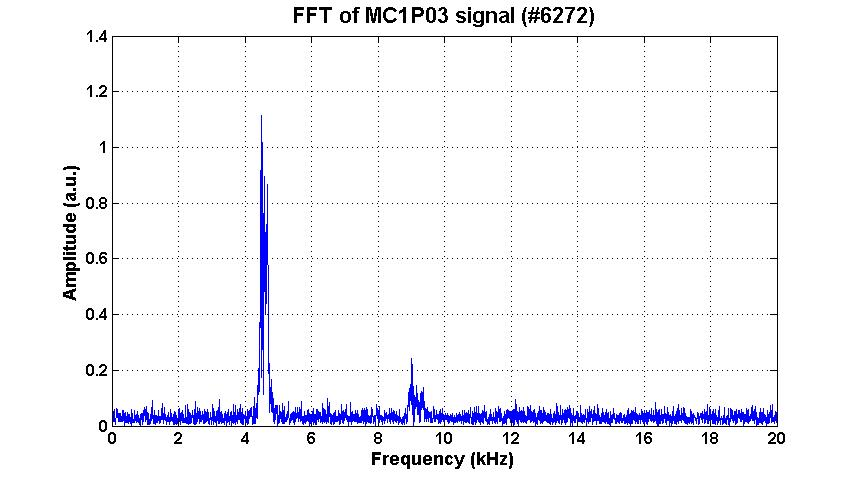 FFT of MC1P03 signal (#6272)
1.4
1.2
1
0.8
0.6
0.4
0.2
0
Amplitude (a.u.)
0 2 4 6 8 10 12 14 16 18 20
Frequency (kHz)